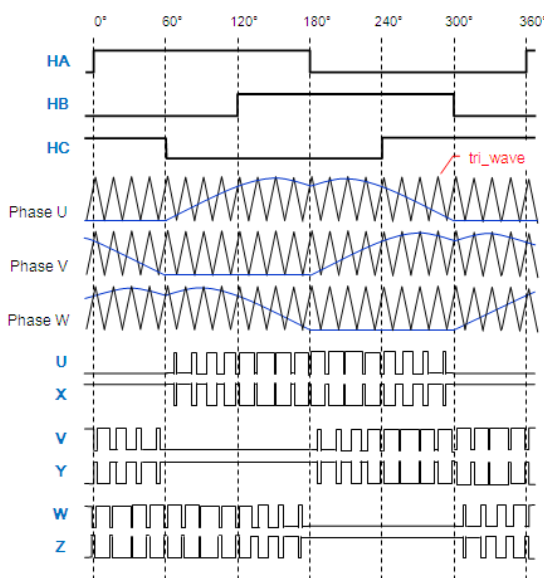 0° 60° 120° 180° 240° 300° 360°
HA
HB
HC
tri_wave
Phase U
Phase V
Phase W
U
X
V
Y
W
Z